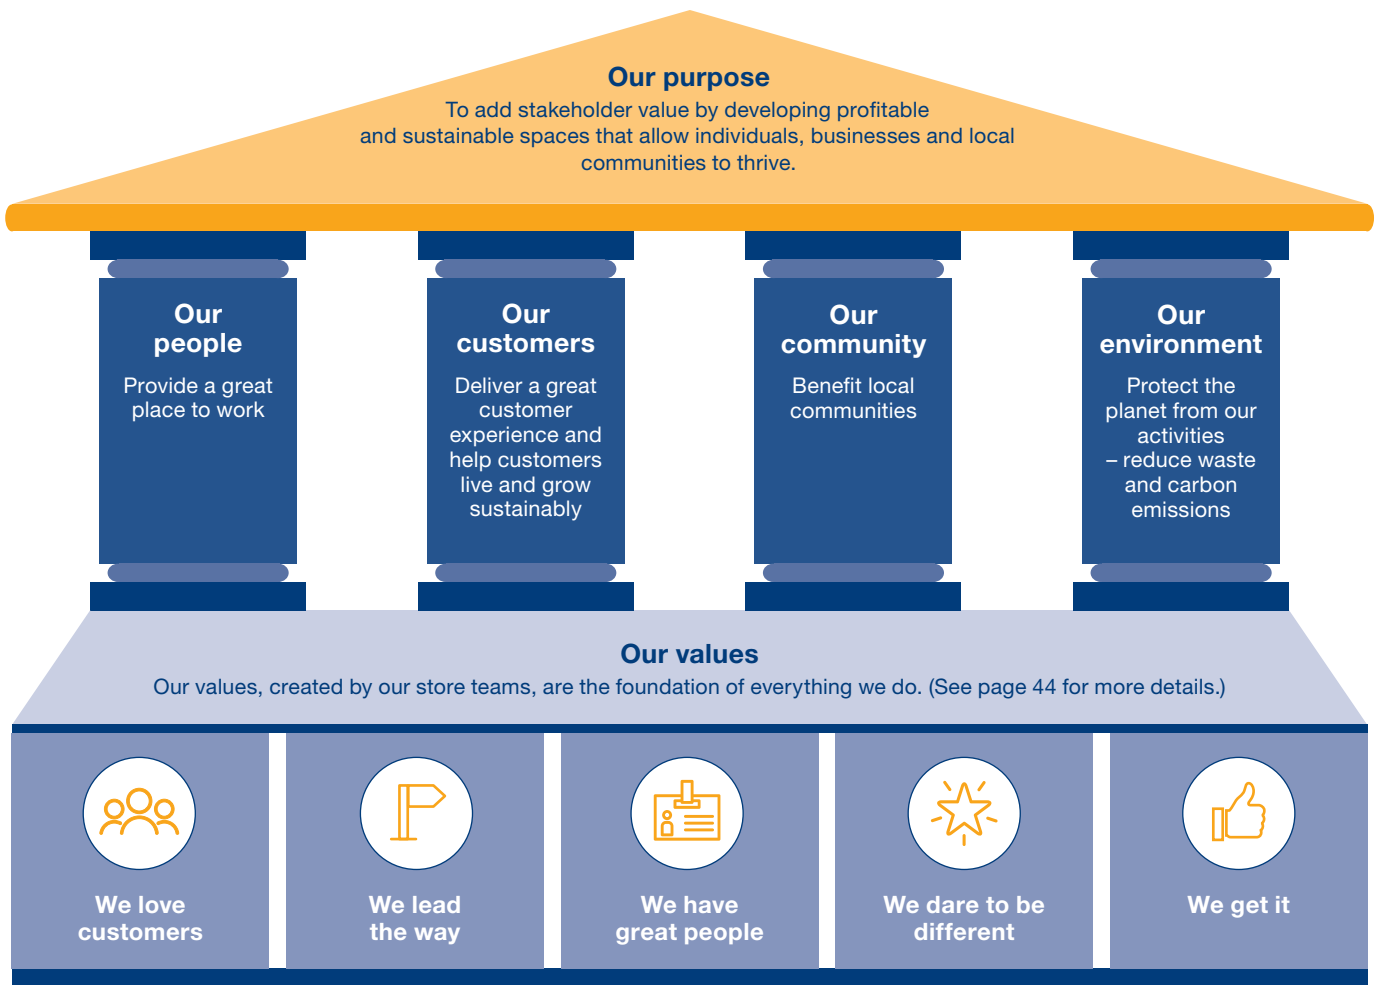 Our purpose
To add stakeholder value by developing profitable
and sustainable spaces that allow individuals, businesses and local
communities to thrive.
Our
people
Provide a great
place to work
Our
customers
Deliver a great
customer
experience and
help customers
live and grow
sustainably
Our
community
Benefit local
communities
Our
environment
Protect the
planet from our
activities
– reduce waste
and carbon
emissions
Our values
Our values, created by our store teams, are the foundation of everything we do. (See page 44 for more details.)
We love
customers
We lead
the way
We have
great people
We dare to be
different
We get it